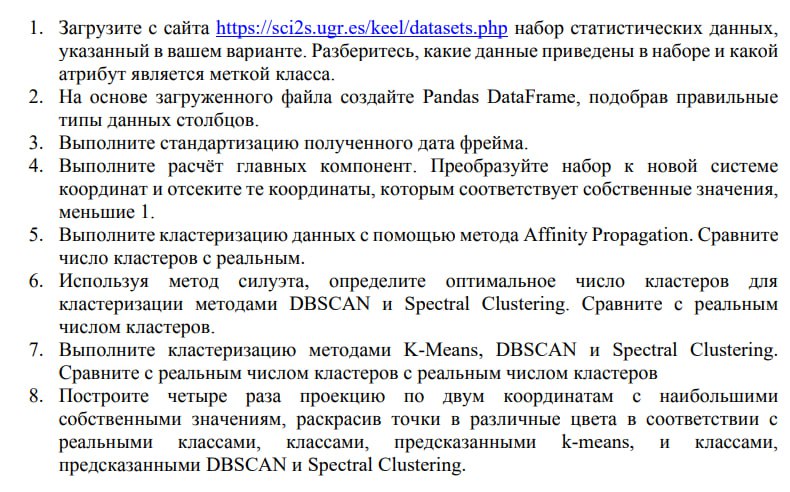 1. Загрузите с сайта https://sci2s.ugr.es/keel/datasets.php набор статистических данных,
указанный в вашем варианте. Разберитесь, какие данные приведены в наборе и какой
атрибут является меткой класса.
2. На основе загруженного файла создайте Pandas DataFrame, подобрав правильные
типы данных столбцов.
3. Выполните стандартизацию полученного дата фрейма.
4. Выполните расчёт главных компонент. Преобразуйте набор к новой системе
координат и отсеките те координаты, которым соответствует собственные значения,
меньшие 1.
5. Выполните кластеризацию данных с помощью метода Affinity Propagation. Сравните
число кластеров с реальным.
6. Используя метод силуэта, определите оптимальное число кластеров для
кластеризации методами DBSCAN и Spectral Clustering. Сравните с реальным
числом кластеров.
7. Выполните кластеризацию методами K-Means, DBSCAN и Spectral Clustering.
Сравните с реальным числом кластеров с реальным числом кластеров
8. Постройте четыре раза проекцию по двум координатам с наибольшими
собственными значениям, раскрасив точки в различные цвета в соответствии с
реальными классами, классами, предсказанными k-means, и классами,
предсказанными DBSCAN и Spectral Clustering.